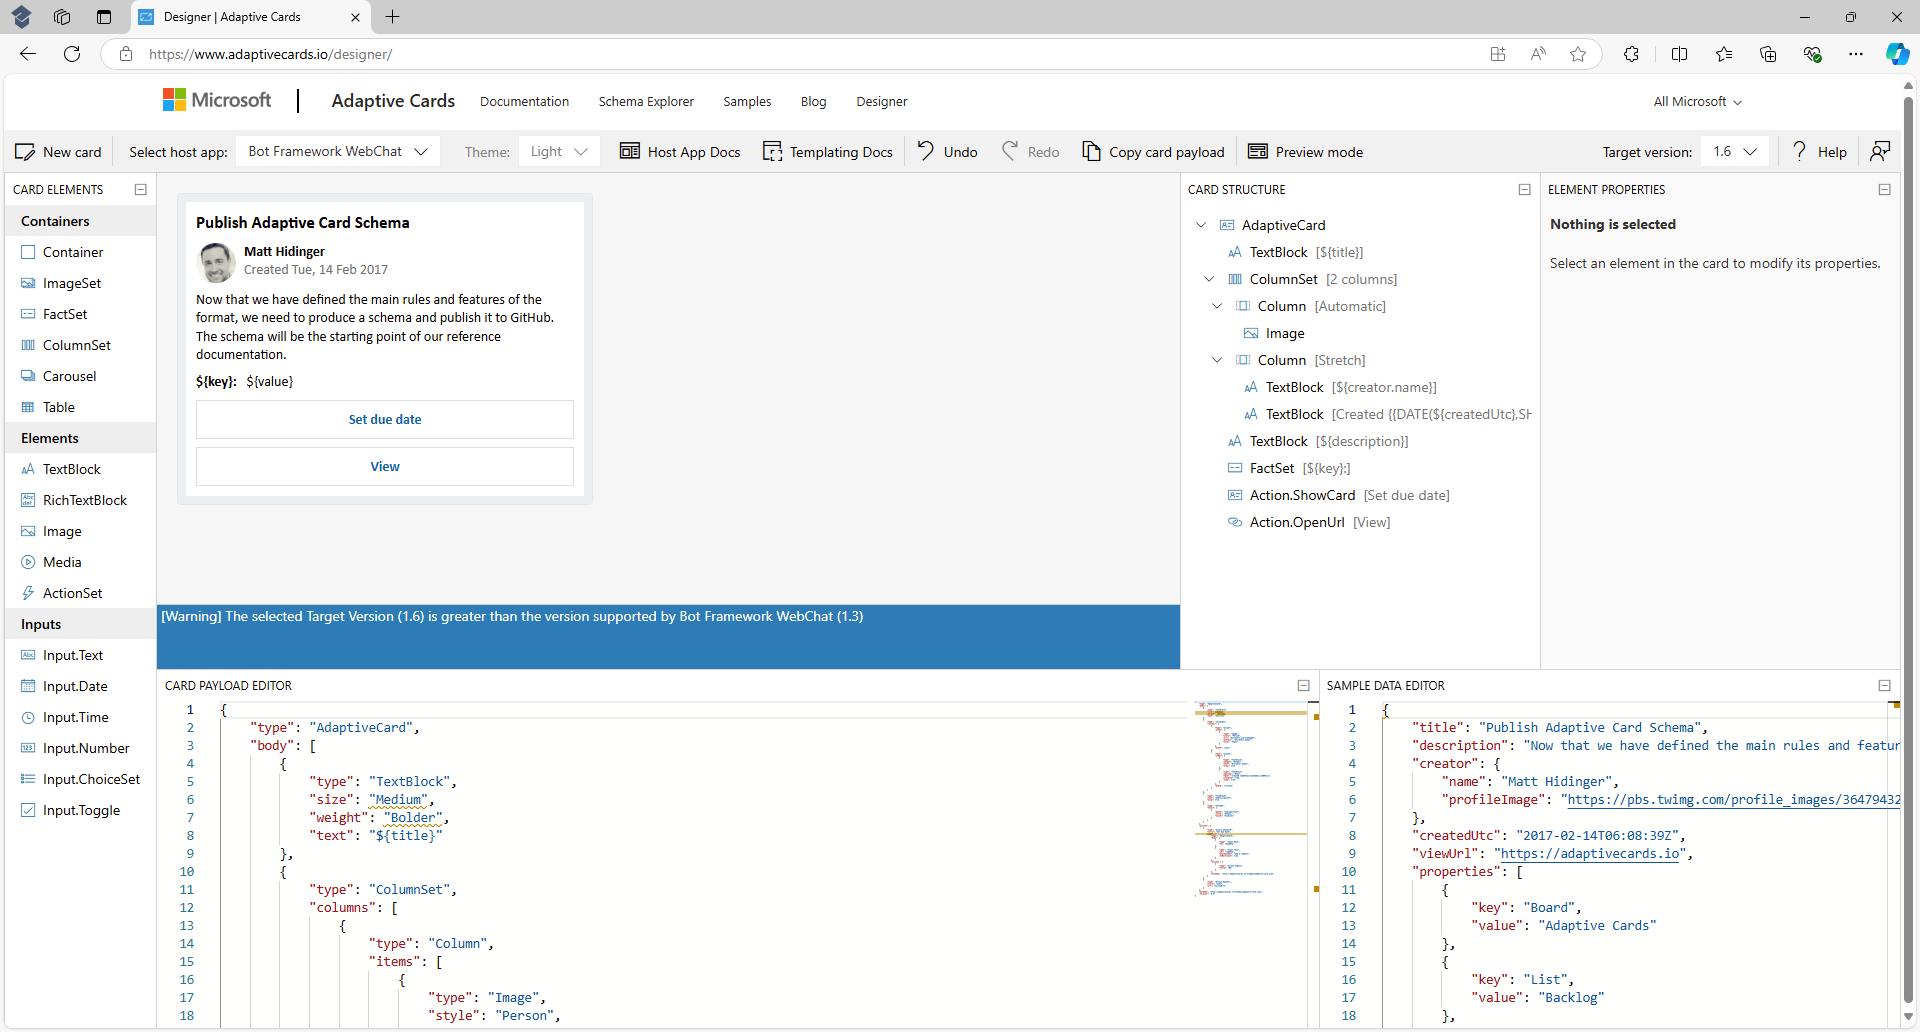 Designer | Adaptive Cards
https://www.adaptivecards.io/designer/
Microsoft
Adaptive Cards
Documentation
Schema Explorer
Samples
Blog
Designer
All Microsoft
New card
Select host app:
Bot Framework WebChat
Theme:
Light
Host App Docs
Templating Docs
Undo
Redo
Copy card payload
Preview mode
Target version:
1.6
Help
CARD ELEMENTS
Containers
Container
ImageSet
FactSet
ColumnSet
Carousel
Table
Elements
TextBlock
RichTextBlock
Image
Media
ActionSet
Inputs
Input.Text
Input.Date
Input.Time
Input.Number
Input.ChoiceSet
Input.Toggle
Publish Adaptive Card Schema
Matt Hidinger
Created Tue, 14 Feb 2017
Now that we have defined the main rules and features of the
format, we need to produce a schema and publish it to GitHub.
The schema will be the starting point of our reference
documentation.
${key}: ${value}
Set due date
View
[Warning] The selected Target Version (1.6) is greater than the version supported by Bot Framework WebChat (1.3)
CARD STRUCTURE
AdaptiveCard
TextBlock [${title}]
ColumnSet [2 columns]
Column [Automatic]
Image
Column [Stretch]
TextBlock [${creator.name}]
TextBlock [Created {{DATE(${createdUtc},SH
TextBlock [${description}]
FactSet [${key}:]
Action.ShowCard [Set due date]
Action.OpenUrl [View]
ELEMENT PROPERTIES
Nothing is selected
Select an element in the card to modify its properties.
CARD PAYLOAD EDITOR
1 {
2 "type": "AdaptiveCard",
3 "body": [
4 {
5 "type": "TextBlock",
6 "size": "Medium",
7 "weight": "Bolder",
8 "text": "${title}"
9 },
10 {
11 "type": "ColumnSet",
12 "columns": [
13 {
14 "type": "Column",
15 "items": [
16 {
17 "type": "Image",
18 "style": "Person",
SAMPLE DATA EDITOR
1 {
2 "title": "Publish Adaptive Card Schema",
3 "description": "Now that we have defined the main rules and featur
4 "creator": {
5 "name": "Matt Hidinger",
6 "profileImage": "https://pbs.twimg.com/profile_images/36479432
7 },
8 "createdUtc": "2017-02-14T06:08:39Z",
9 "viewUrl": "https://adaptivecards.io",
10 "properties": [
11 {
12 "key": "Board",
13 "value": "Adaptive Cards"
14 },
15 {
16 "key": "List",
17 "value": "Backlog"
18 },